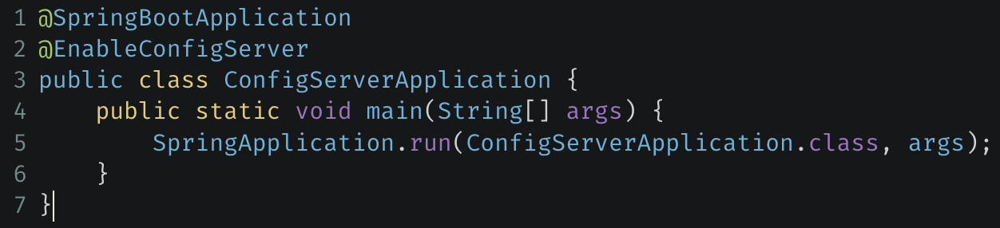 1 @SpringBootApplication
2 @EnableConfigServer
3 public class ConfigServerApplication {
4     public static void main(String[] args) {
5         SpringApplication.run(ConfigServerApplication.class, args);
6     }
7 }